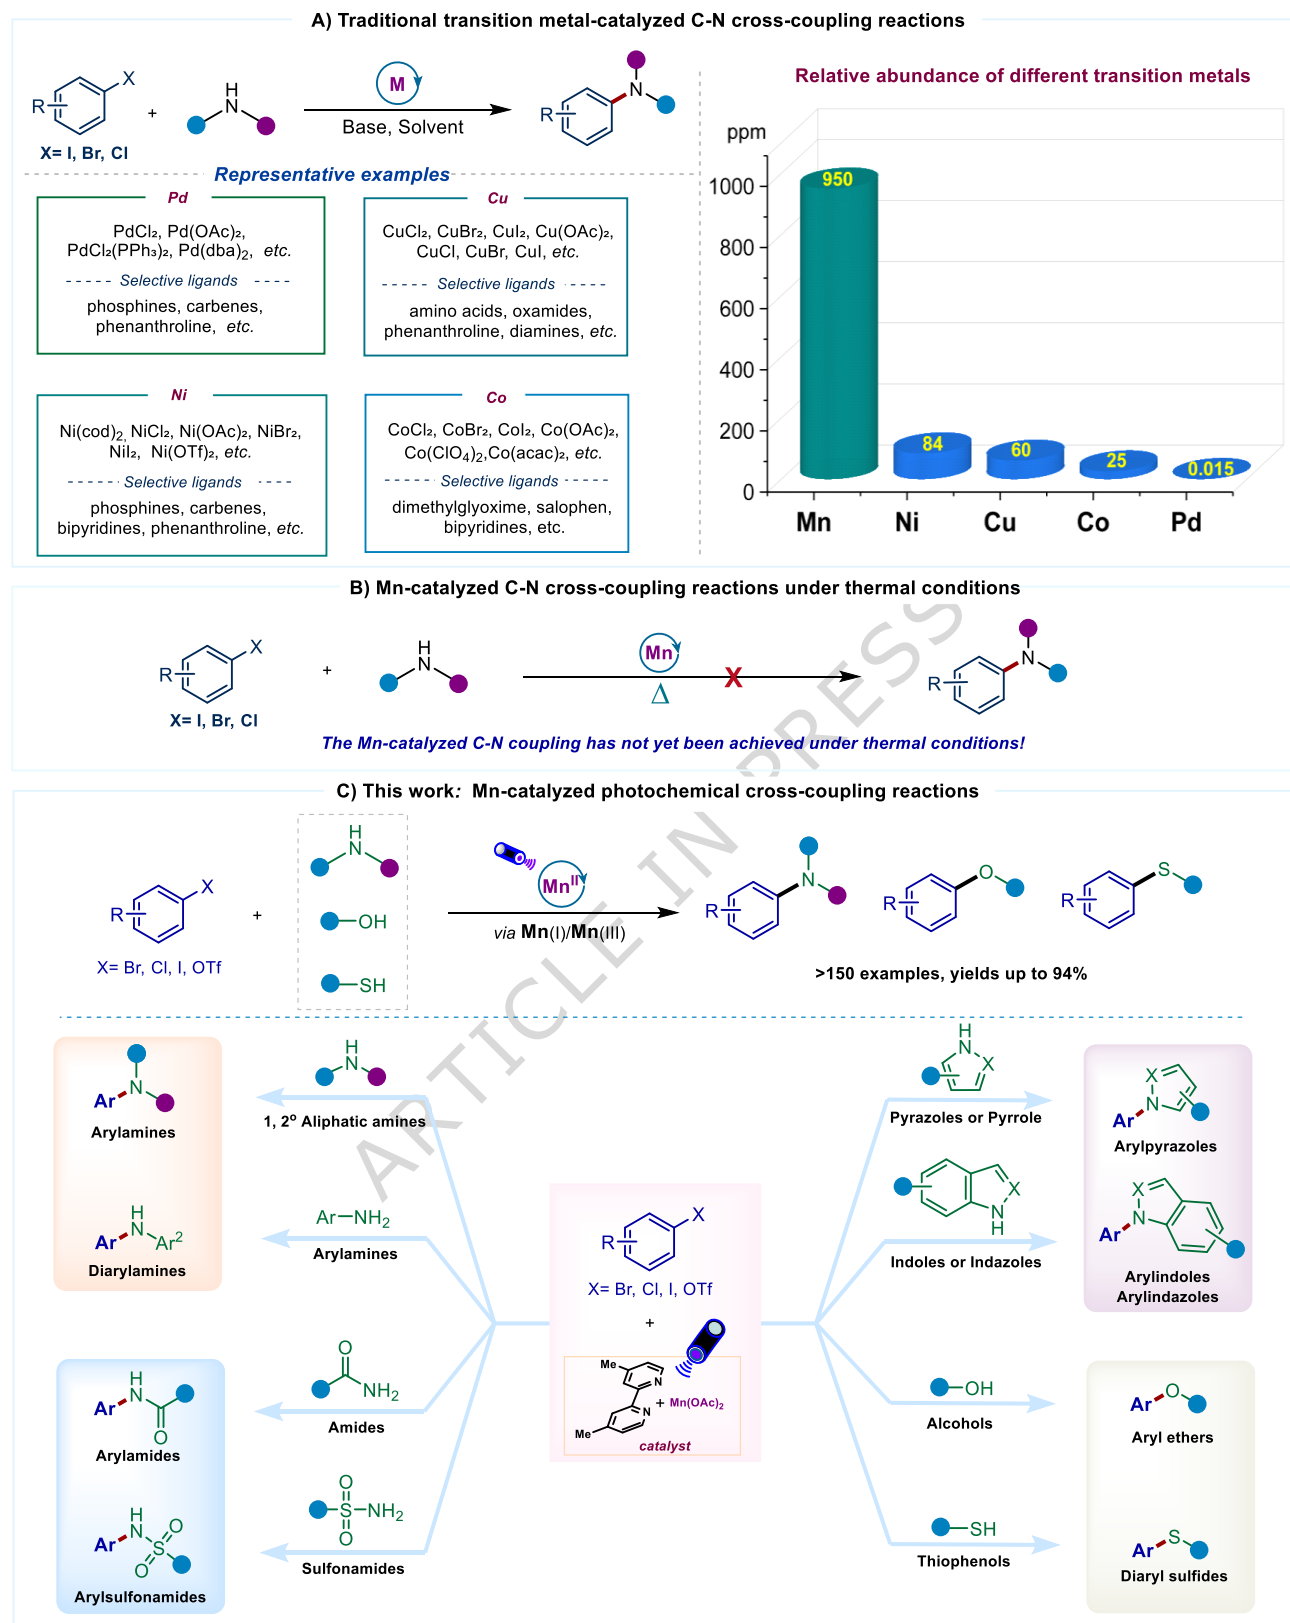 A) Traditional transition metal-catalyzed C-N cross-coupling reactions
R
X
+
H
N
M
Base, Solvent
R
N
X= I, Br, Cl
Representative examples
Pd
PdCl₂, Pd(OAc)₂,
PdCl₂(PPh₃)₂, Pd(dba)₂, etc.
Selective ligands
phosphines, carbenes,
phenanthroline, etc.
Cu
CuCl₂, CuBr₂, CuI₂, Cu(OAc)₂,
CuCl, CuBr, CuI, etc.
Selective ligands
amino acids, oxamides,
phenanthroline, diamines, etc.
Ni
Ni(cod)₂, NiCl₂, Ni(OAc)₂, NiBr₂,
NiI₂, Ni(OTf)₂, etc.
Selective ligands
phosphines, carbenes,
bipyridines, phenanthroline, etc.
Co
CoCl₂, CoBr₂, CoI₂, Co(OAc)₂,
Co(ClO₄)₂,Co(acac)₂, etc.
Selective ligands
dimethylglyoxime, salophen,
bipyridines, etc.
Relative abundance of different transition metals
ppm
1000
800
600
400
200
0
950
84
60
25
0.015
Mn
Ni
Cu
Co
Pd
B) Mn-catalyzed C-N cross-coupling reactions under thermal conditions
R
X
X= I, Br, Cl
+
H
N
Mn
X
Δ
R
N
The Mn-catalyzed C-N coupling has not yet been achieved under thermal conditions!
C) This work: Mn-catalyzed photochemical cross-coupling reactions
R
X
X= Br, Cl, I, OTf
+
H
N
OH
SH
Mnᴵᴵ
via Mn(I)/Mn(III)
R
N
R
O
R
S
>150 examples, yields up to 94%
Ar
N
Arylamines
H
N
Ar
Ar²
Diarylamines
H
N
1, 2º Aliphatic amines
Ar—NH₂
Arylamines
H
N
Ar
O
Arylamides
H
N
Ar
S
O
O
Arylsulfonamides
O
NH₂
Amides
O
S—NH₂
O
Sulfonamides
R
X
X= Br, Cl, I, OTf
+
Me
N
N
Me
+ Mn(OAc)₂
catalyst
H
N
X
Pyrazoles or Pyrrole
X
N
H
Indoles or Indazoles
OH
Alcohols
SH
Thiophenols
X
N
Ar
Arylpyrazoles
X
N
Ar
Arylindoles
Arylindazoles
Ar
O
Aryl ethers
Ar
S
Diaryl sulfides
ARTICLE IN PRESS